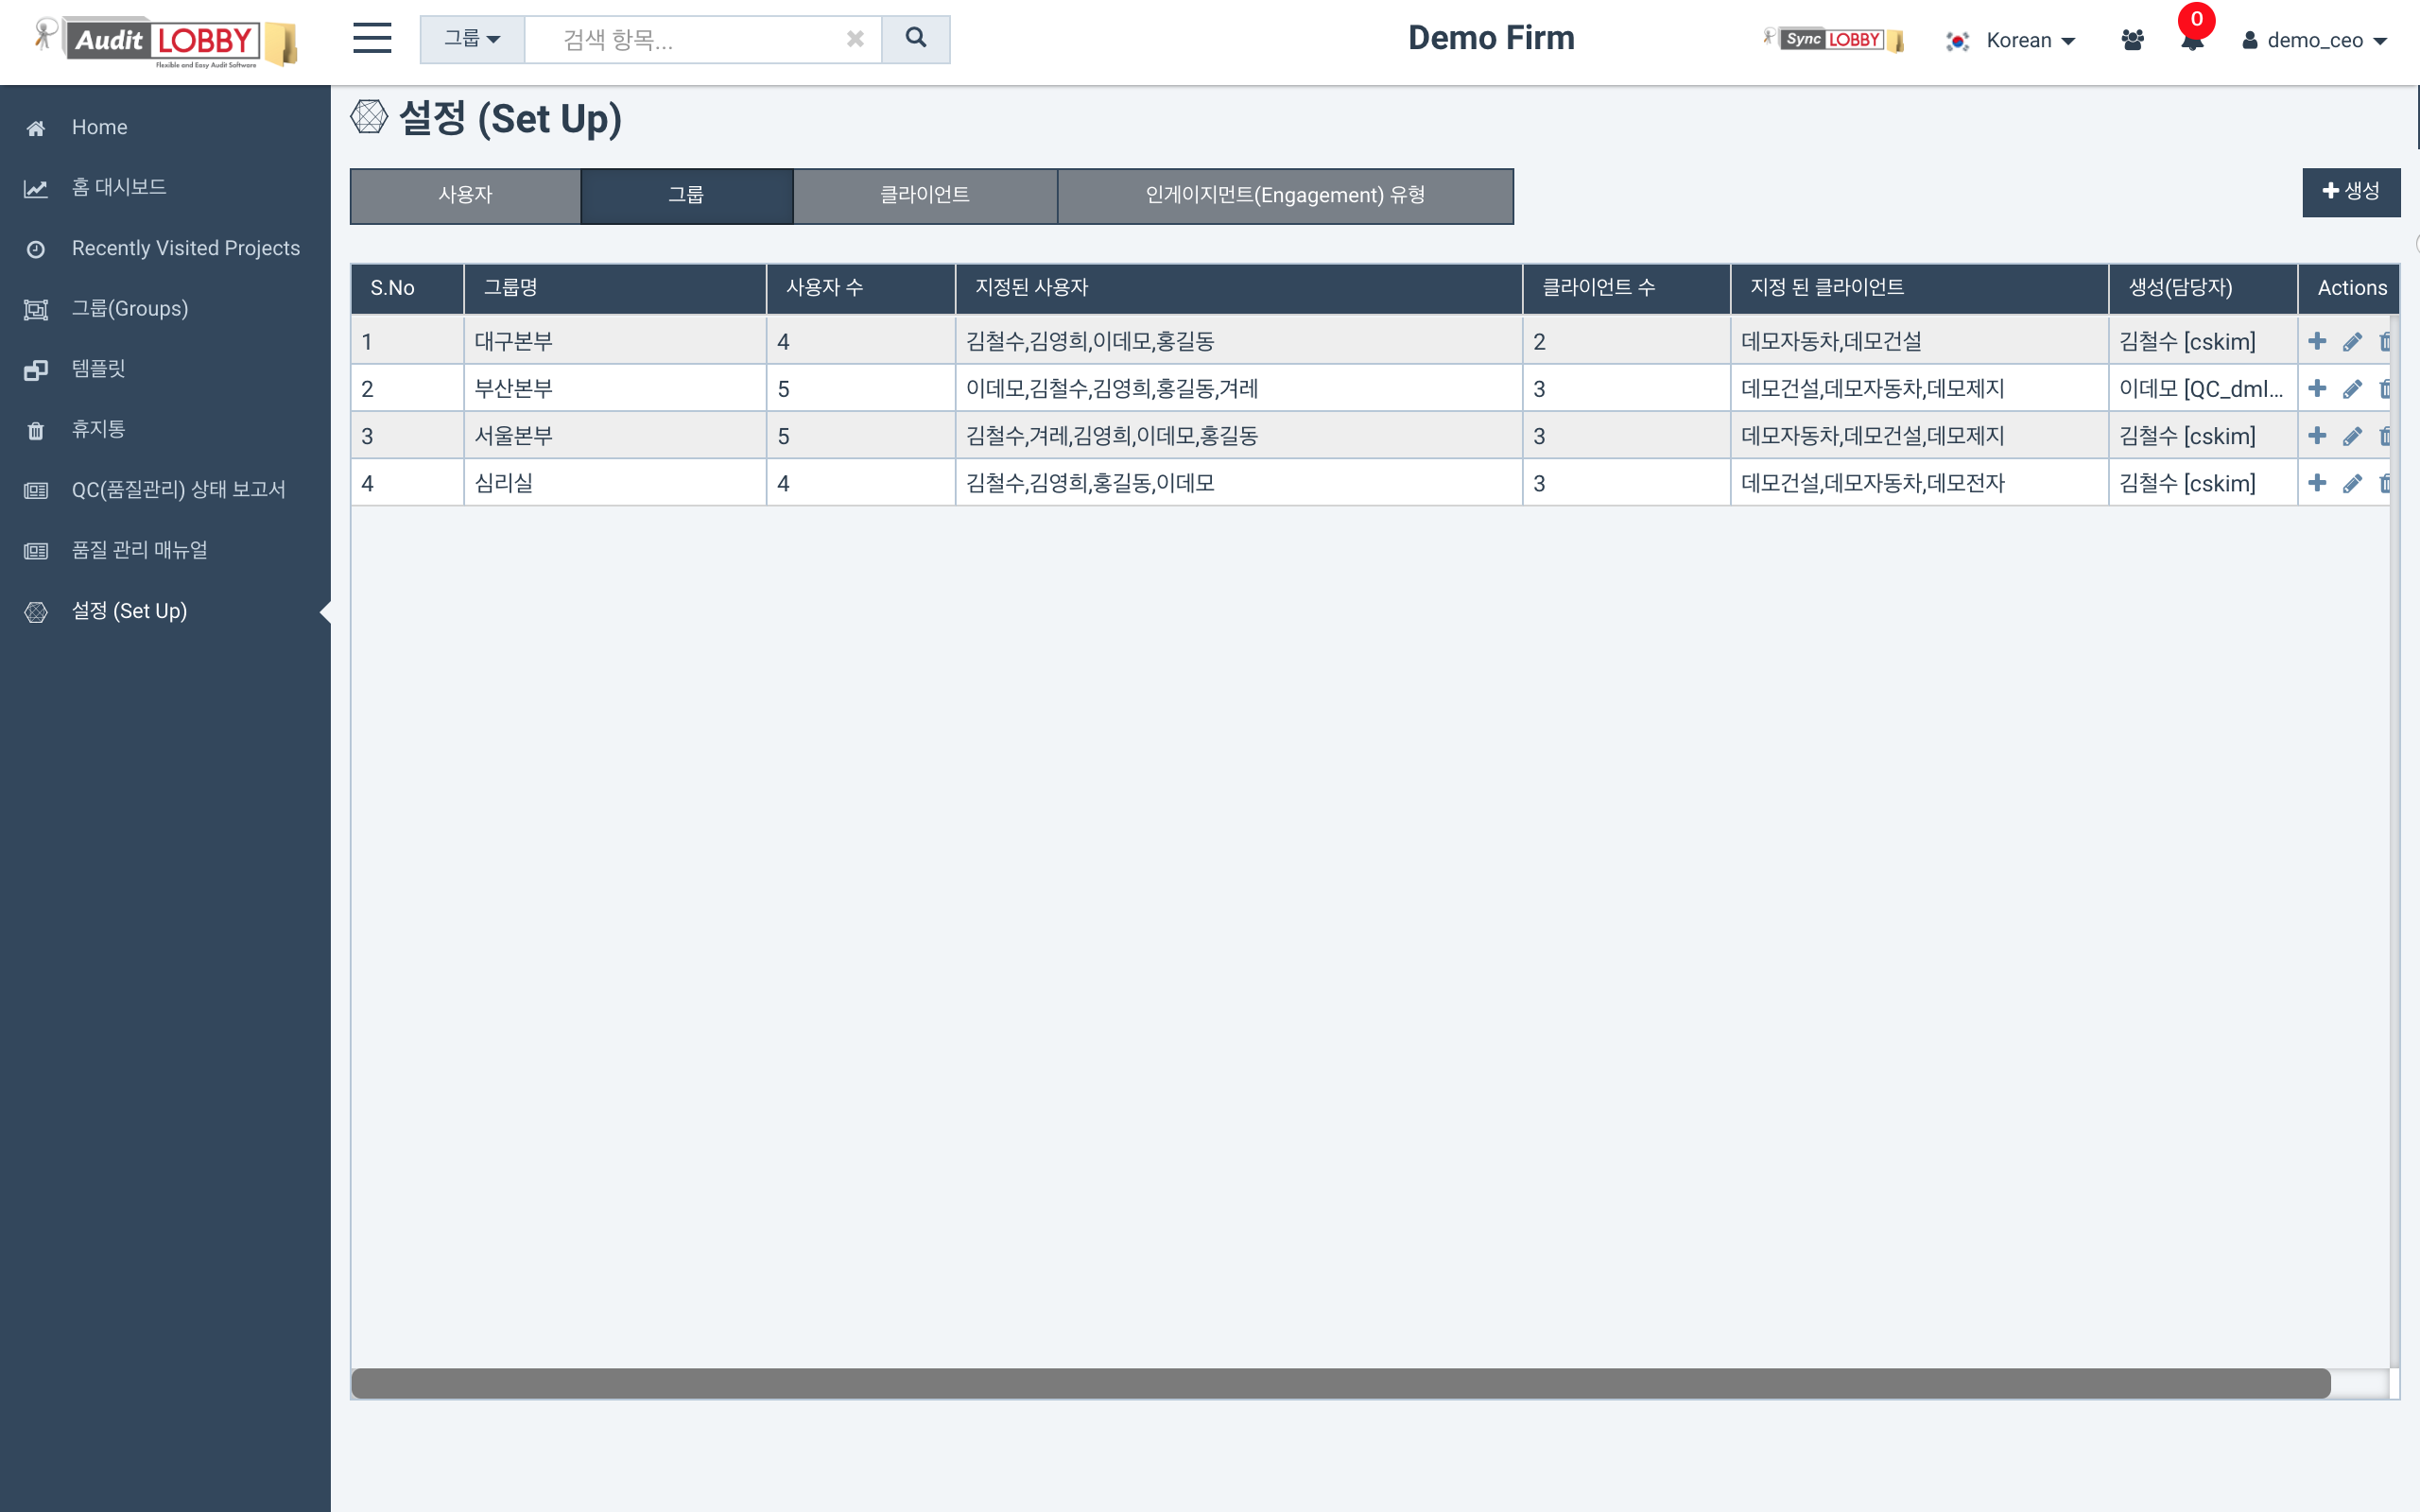 Audit LOBBY
Flexible and Easy Audit Software
그룹
검색 항목...
Demo Firm
Sync LOBBY
Korean
0
demo_ceo
Home
홈 대시보드
Recently Visited Projects
그룹(Groups)
템플릿
휴지통
QC(품질관리) 상태 보고서
품질 관리 매뉴얼
설정 (Set Up)
설정 (Set Up)
사용자 그룹 클라이언트 인게이지먼트(Engagement) 유형
생성
S.No 그룹명 사용자 수 지정된 사용자 클라이언트 수 지정 된 클라이언트 생성(담당자) Actions
1 대구본부 4 김철수,김영희,이데모,홍길동 2 데모자동차,데모건설 김철수 [cskim]
2 부산본부 5 이데모,김철수,김영희,홍길동,겨레 3 데모건설,데모자동차,데모제지 이데모 [QC_dml...
3 서울본부 5 김철수,겨레,김영희,이데모,홍길동 3 데모자동차,데모건설,데모제지 김철수 [cskim]
4 심리실 4 김철수,김영희,홍길동,이데모 3 데모건설,데모자동차,데모전자 김철수 [cskim]